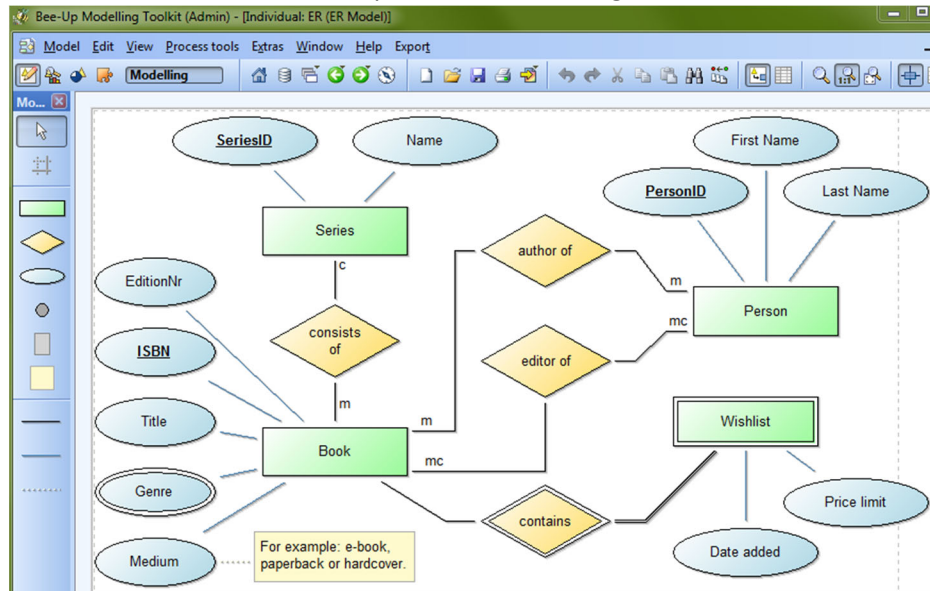 Bee-Up Modelling Toolkit (Admin) - [Individual: ER (ER Model)]
Model Edit View Process tools Extras Window Help Export
Modelling
1:1
Mo...
SeriesID
Name
First Name
PersonID
Last Name
Series
author of
c
m
EditionNr
Person
consists
of
mc
editor of
ISBN
m
Title
m
Wishlist
Book
mc
Genre
Price limit
contains
For example: e-book,
paperback or hardcover.
Medium
Date added